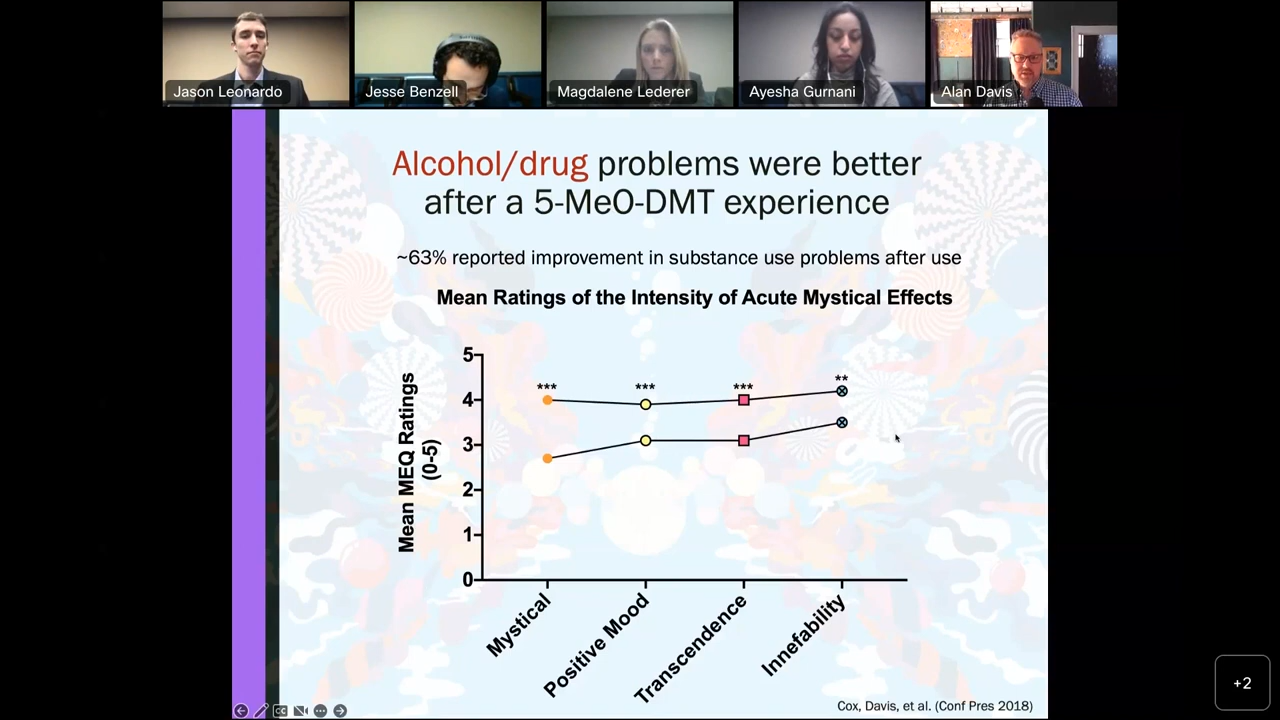 Jason Leonardo
Jesse Benzell
Magdalene Lederer
Ayesha Gurnani
Alan Davis
Alcohol/drug problems were better
after a 5-MeO-DMT experience
~63% reported improvement in substance use problems after use
Mean Ratings of the Intensity of Acute Mystical Effects
Mean MEQ Ratings
(0-5)
5
4
3
2
1
0
*** *** *** **
Mystical
Positive Mood
Transcendence
Innefability
Cox, Davis, et al. (Conf Pres 2018)
CC
+2